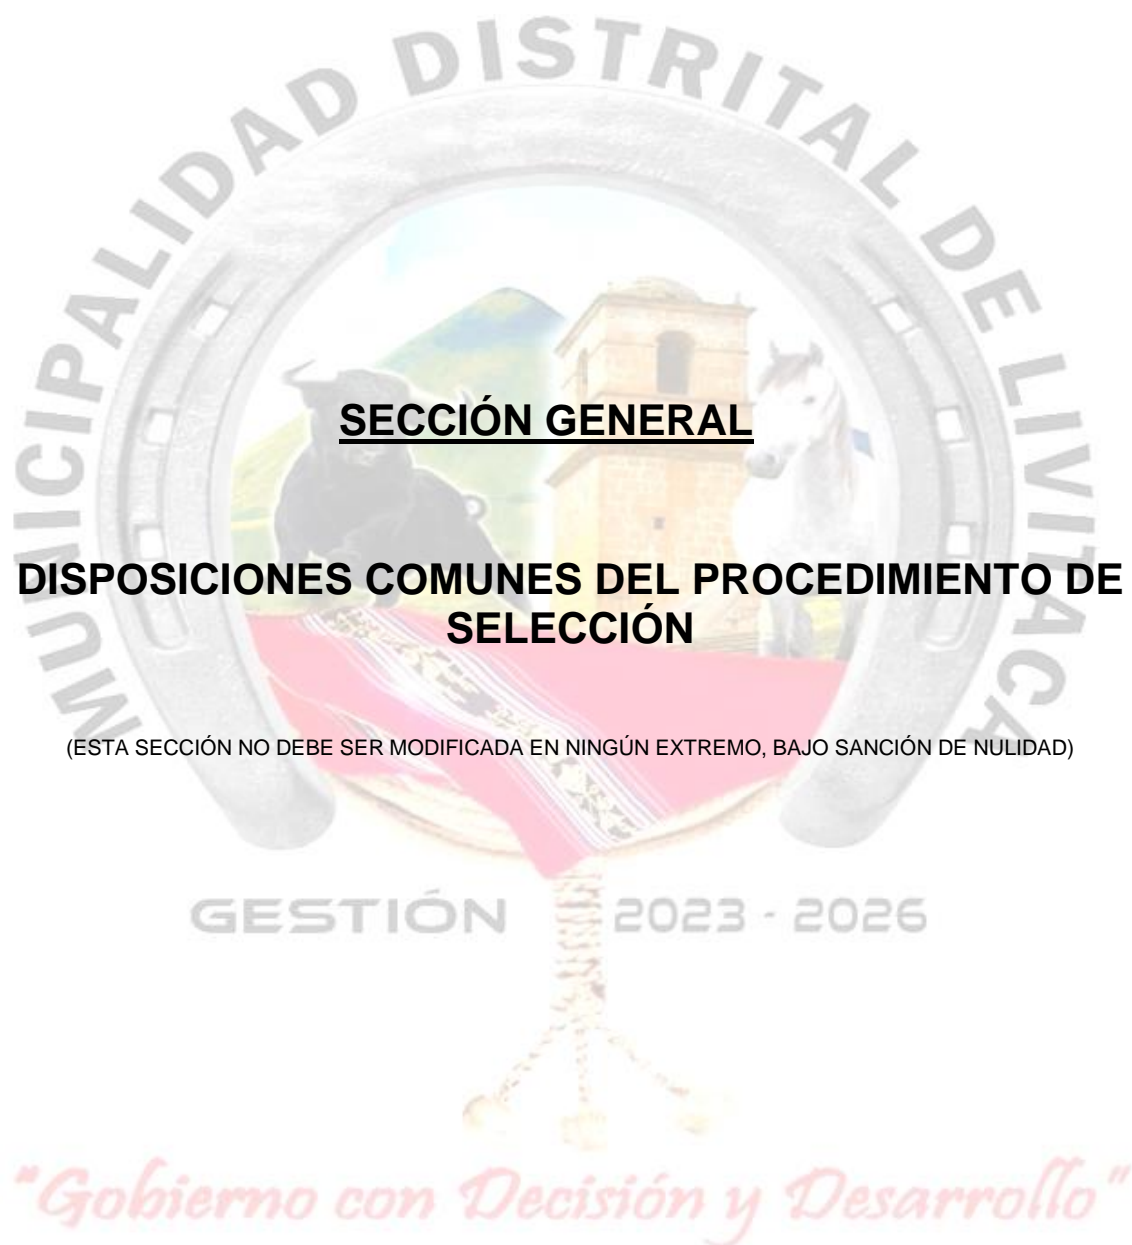 MUNICIPALIDAD DISTRITAL DE LIVITACA
SECCIÓN GENERAL
DISPOSICIONES COMUNES DEL PROCEDIMIENTO DE
SELECCIÓN
(ESTA SECCIÓN NO DEBE SER MODIFICADA EN NINGÚN EXTREMO, BAJO SANCIÓN DE NULIDAD)
GESTIÓN 2023 - 2026
"Gobierno con Decisión y Desarrollo"